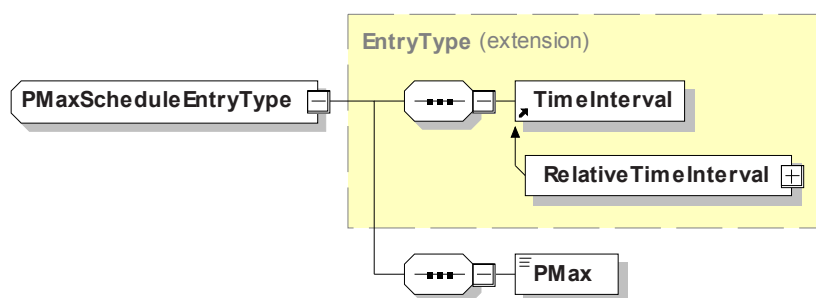 EntryType (extension)
PMaxScheduleEntryType
TimeInterval
RelativeTimeInterval
PMax